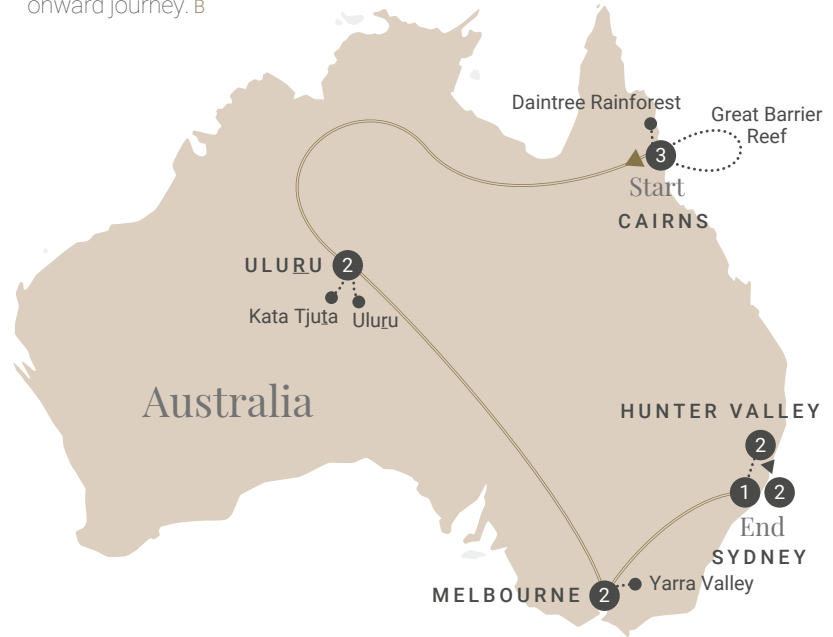 onward journey. B
Daintree Rainforest
Great Barrier
Reef
3
Start
CAIRNS
ULURU 2
Kata Tjuta
Uluru
Australia
HUNTER VALLEY
2
1 2
End
SYDNEY
MELBOURNE 2
Yarra Valley